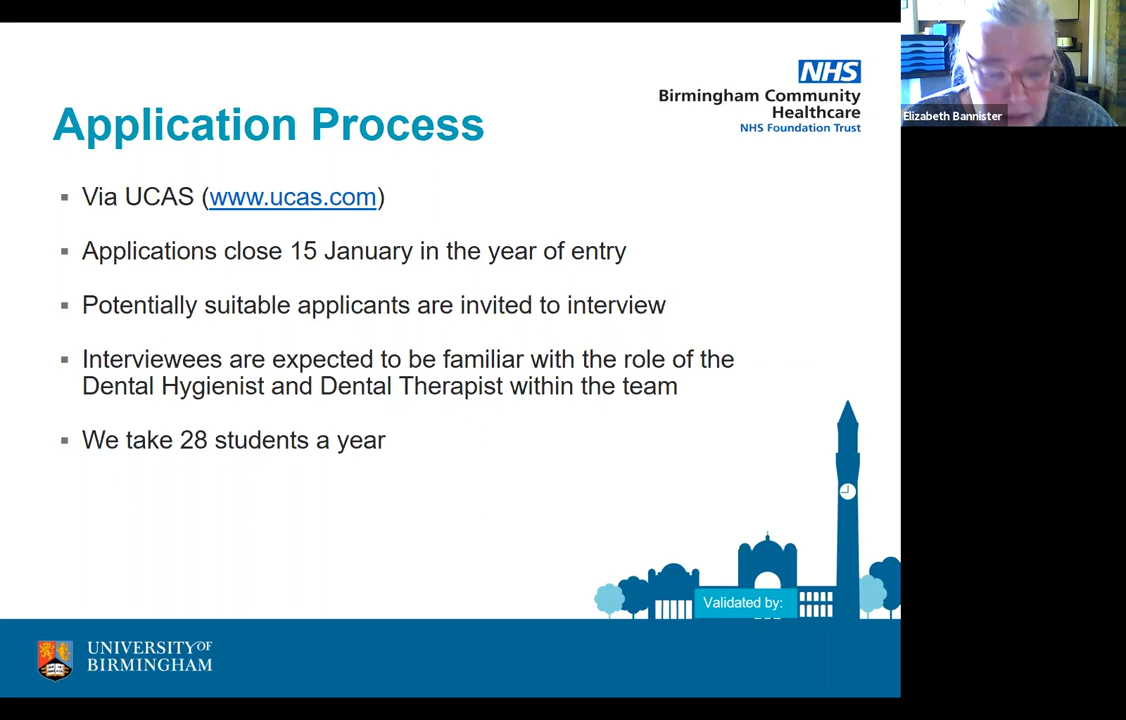 NHS
Birmingham Community
Healthcare
NHS Foundation Trust
Elizabeth Bannister
Application Process
▪ Via UCAS (www.ucas.com)
▪ Applications close 15 January in the year of entry
▪ Potentially suitable applicants are invited to interview
▪ Interviewees are expected to be familiar with the role of the
Dental Hygienist and Dental Therapist within the team
▪ We take 28 students a year
Validated by:
UNIVERSITY OF
BIRMINGHAM